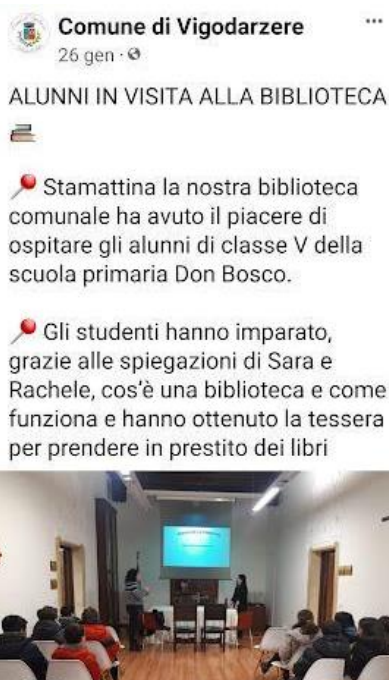 Comune di Vigodarzere
26 gen
ALUNNI IN VISITA ALLA BIBLIOTECA
Stamattina la nostra biblioteca
comunale ha avuto il piacere di
ospitare gli alunni di classe V della
scuola primaria Don Bosco.
Gli studenti hanno imparato,
grazie alle spiegazioni di Sara e
Rachele, cos'è una biblioteca e come
funziona e hanno ottenuto la tessera
per prendere in prestito dei libri